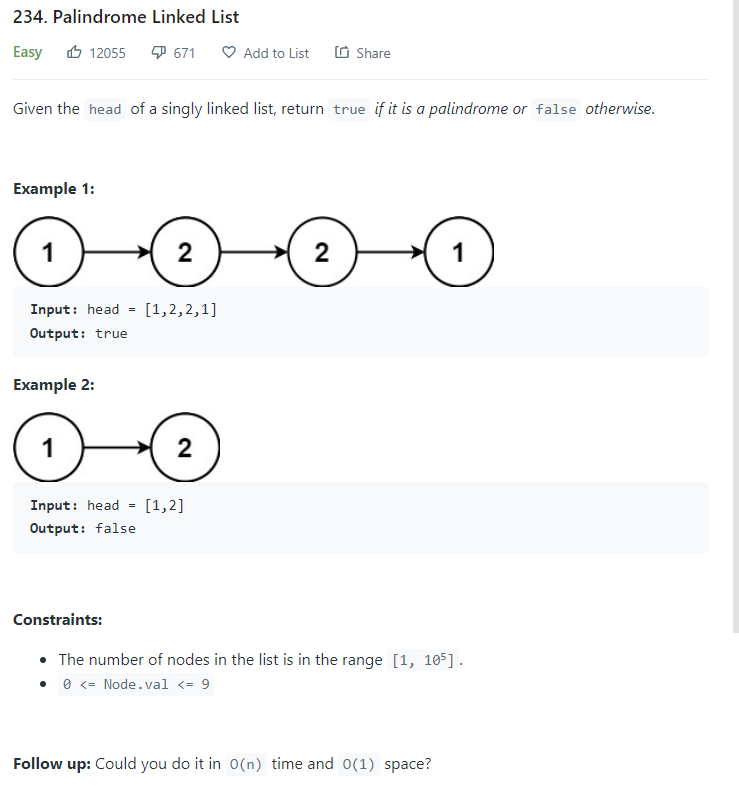 234. Palindrome Linked List
Easy 12055 671 Add to List Share
Given the head of a singly linked list, return true if it is a palindrome or false otherwise.
Example 1:
1 2 2 1
Input: head = [1,2,2,1]
Output: true
Example 2:
1 2
Input: head = [1,2]
Output: false
Constraints:
• The number of nodes in the list is in the range [1, 10⁵].
• 0 <= Node.val <= 9
Follow up: Could you do it in O(n) time and O(1) space?